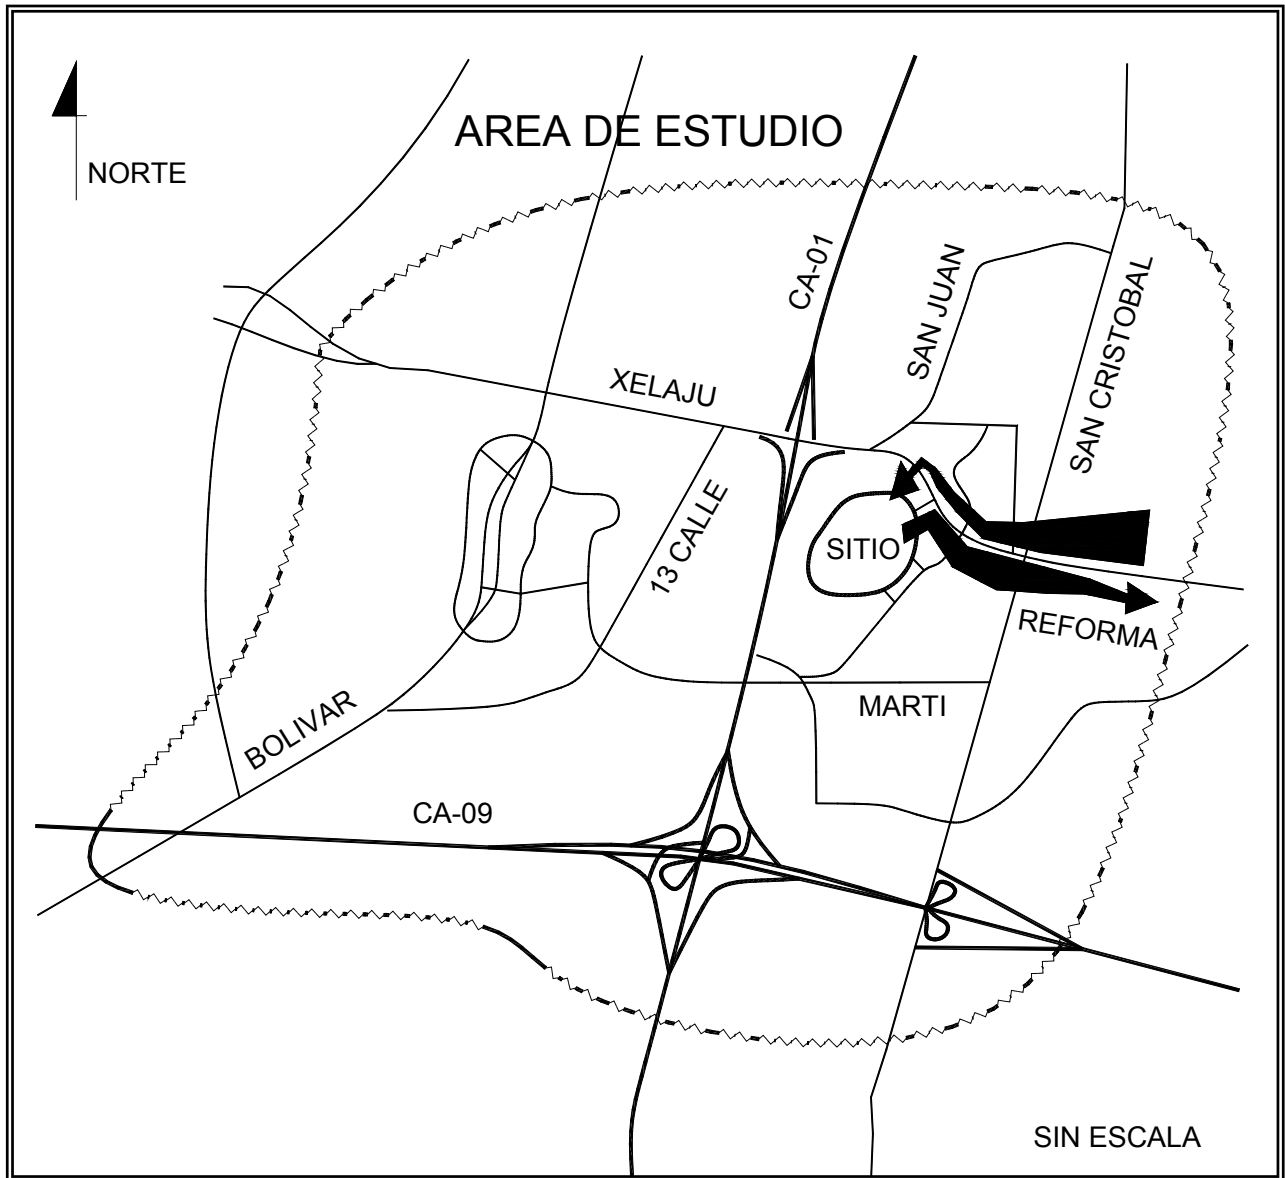 AREA DE ESTUDIO
NORTE
CA-01
SAN JUAN
SAN CRISTOBAL
XELAJU
13 CALLE
SITIO
REFORMA
MARTI
BOLIVAR
CA-09
SIN ESCALA